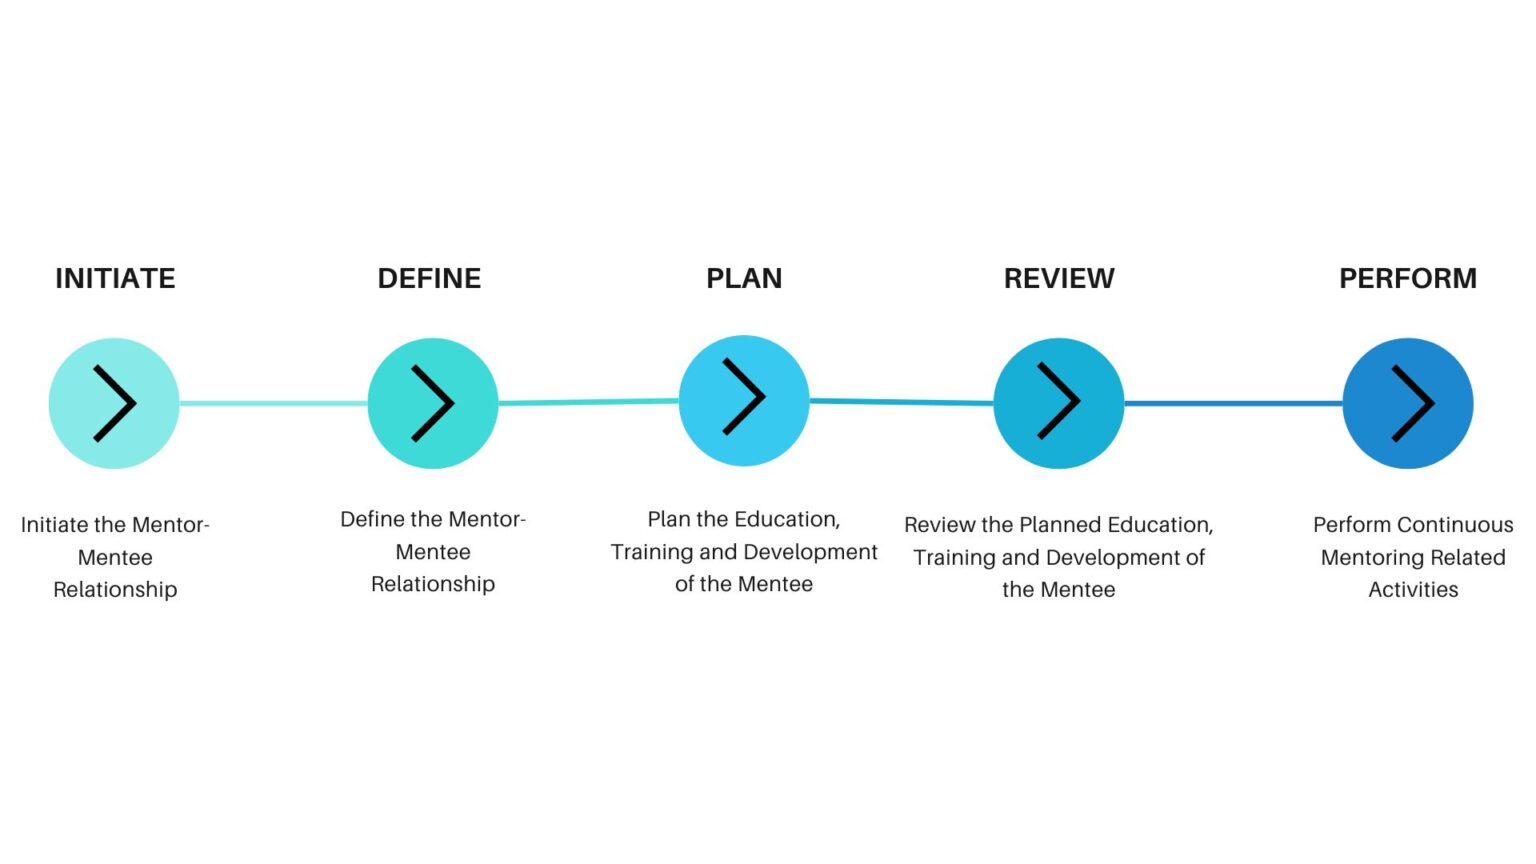 INITIATE
DEFINE
PLAN
REVIEW
PERFORM
Initiate the Mentor-
Mentee
Relationship
Define the Mentor-
Mentee
Relationship
Plan the Education,
Training and Development
of the Mentee
Review the Planned Education,
Training and Development of
the Mentee
Perform Continuous
Mentoring Related
Activities